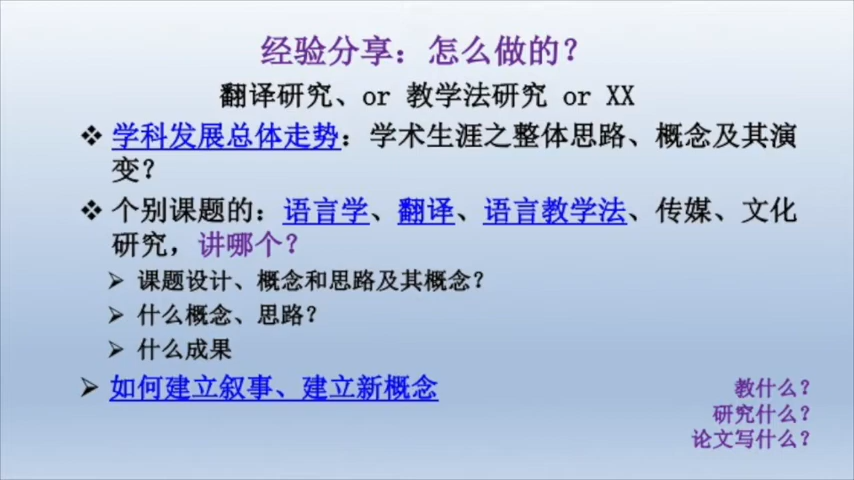 经验分享：怎么做的？
翻译研究、or 教学法研究 or XX
❖ 学科发展总体走势：学术生涯之整体思路、概念及其演
变？
❖ 个别课题的：语言学、翻译、语言教学法、传媒、文化
研究，讲哪个？
➢ 课题设计、概念和思路及其概念？
➢ 什么概念、思路？
➢ 什么成果
➢ 如何建立叙事、建立新概念
教什么？
研究什么？
论文写什么？